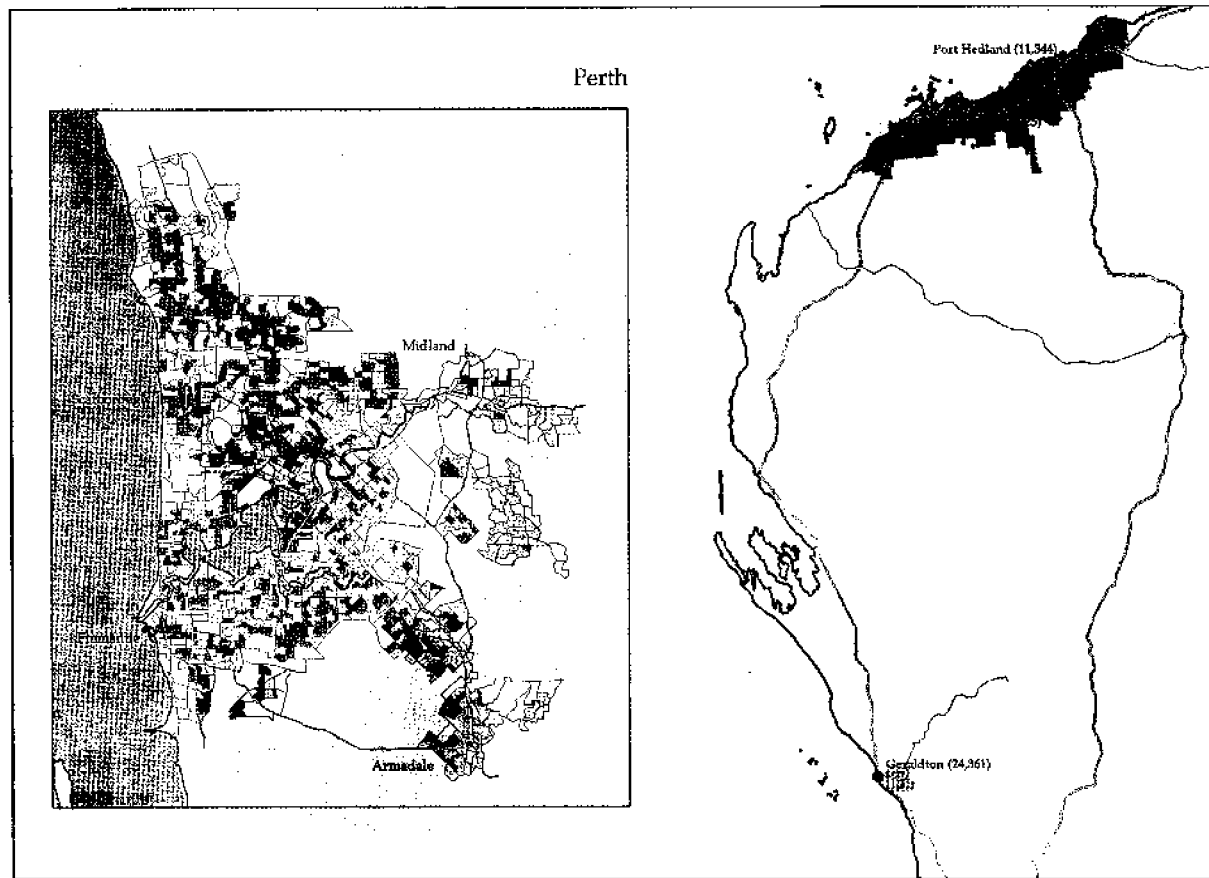 Perth
Midland
Armadale
Port Hedland (11,344)
Geraldton (24,361)